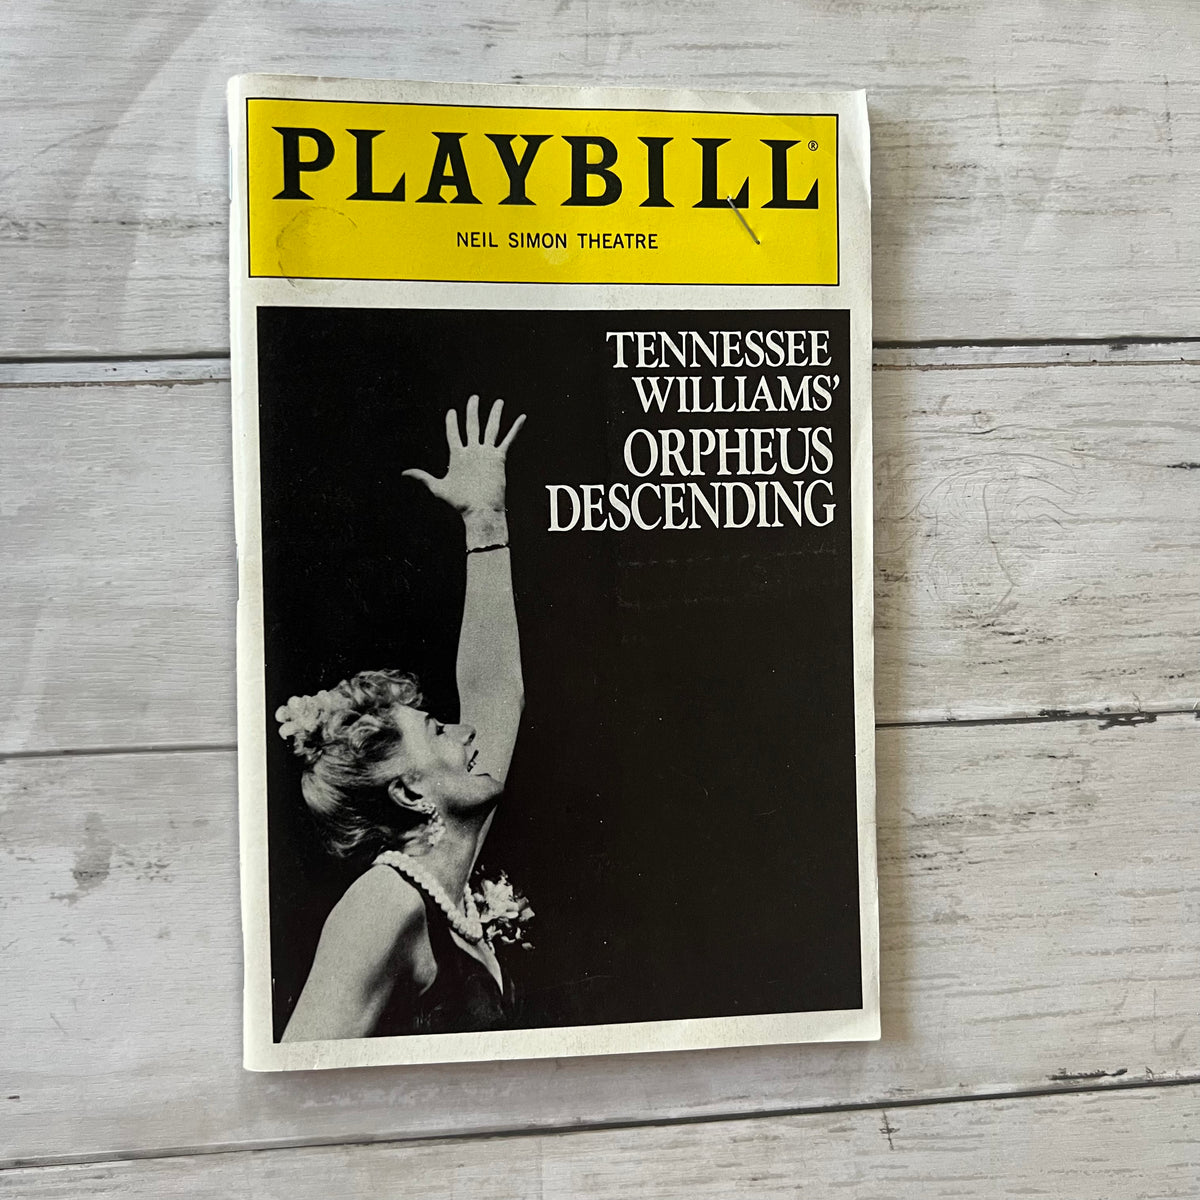 PLAYBILL®
NEIL SIMON THEATRE
TENNESSEE
WILLIAMS'
ORPHEUS
DESCENDING